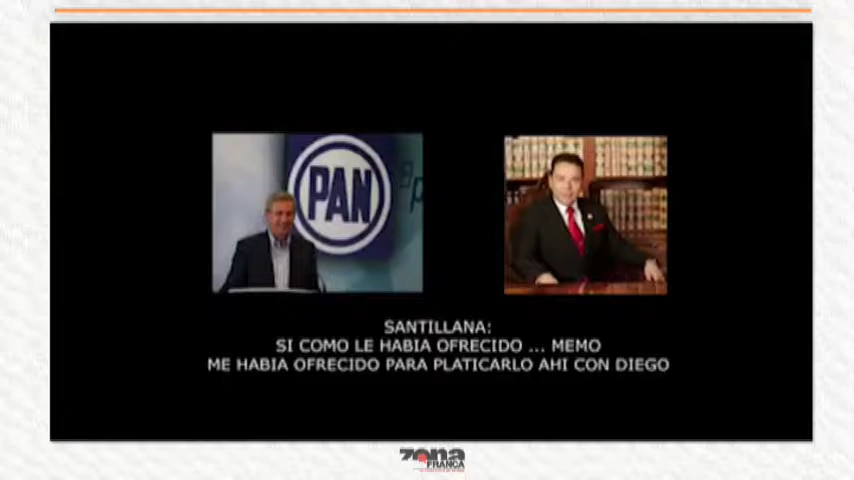 PAN
SANTILLANA:
SI COMO LE HABIA OFRECIDO ... MEMO
ME HABIA OFRECIDO PARA PLATICARLO AHI CON DIEGO
zona
FRANCA